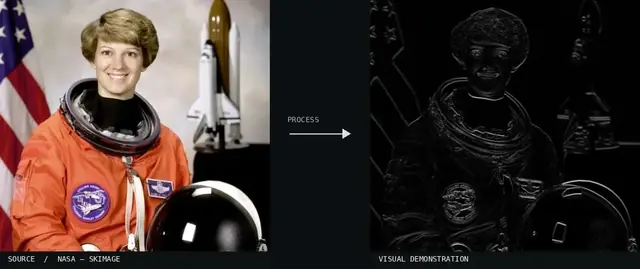 PROCESS
SOURCE / NASA — SKIMAGE
VISUAL DEMONSTRATION